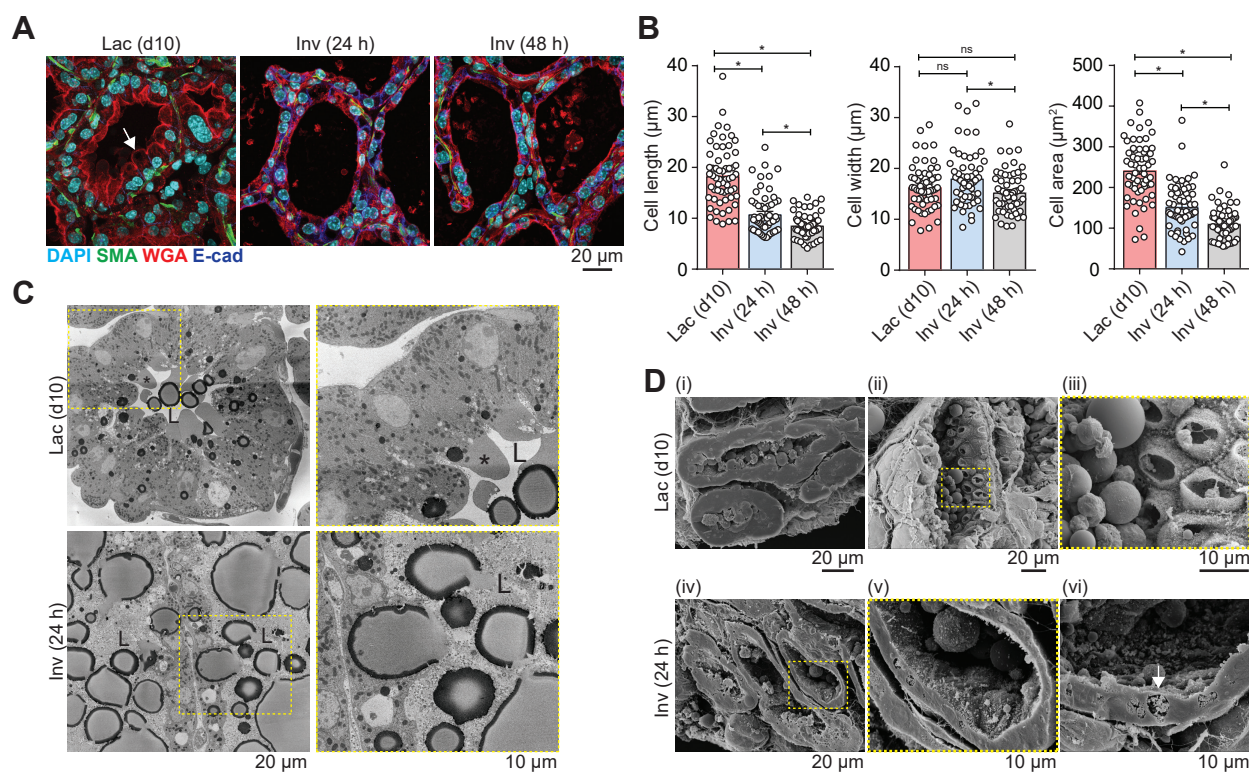 A
Lac (d10)
Inv (24 h)
Inv (48 h)
DAPI SMA WGA E-cad
20 µm
B
Cell length (µm)
40
30
20
10
0
*
*
*
Lac (d10)
Inv (24 h)
Inv (48 h)
Cell width (µm)
40
30
20
10
0
ns
ns
*
Lac (d10)
Inv (24 h)
Inv (48 h)
Cell area (µm²)
500
400
300
200
100
0
*
*
*
Lac (d10)
Inv (24 h)
Inv (48 h)
C
Lac (d10)
*
L
*
L
Inv (24 h)
L
L
L
20 µm
10 µm
D
(i)
(ii)
(iii)
Lac (d10)
20 µm
20 µm
10 µm
(iv)
(v)
(vi)
Inv (24 h)
20 µm
10 µm
10 µm